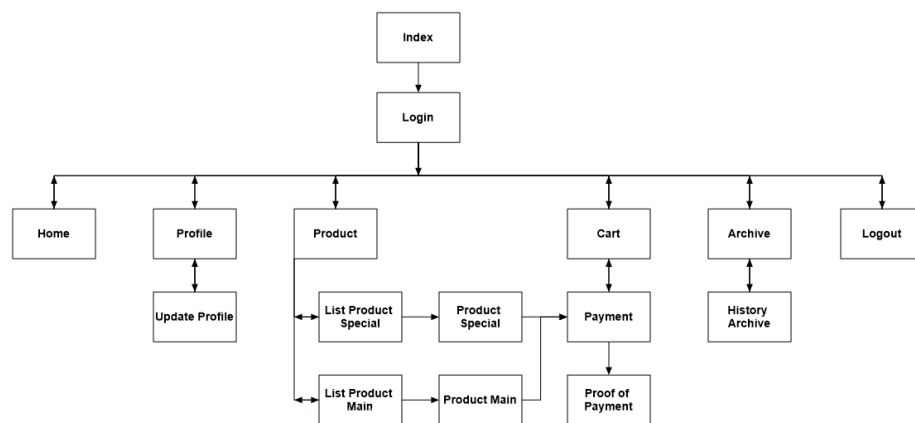 Index
Login
Home
Profile
Product
Cart
Archive
Logout
Update Profile
List Product
Special
Product
Special
Payment
History
Archive
List Product
Main
Product Main
Proof of
Payment